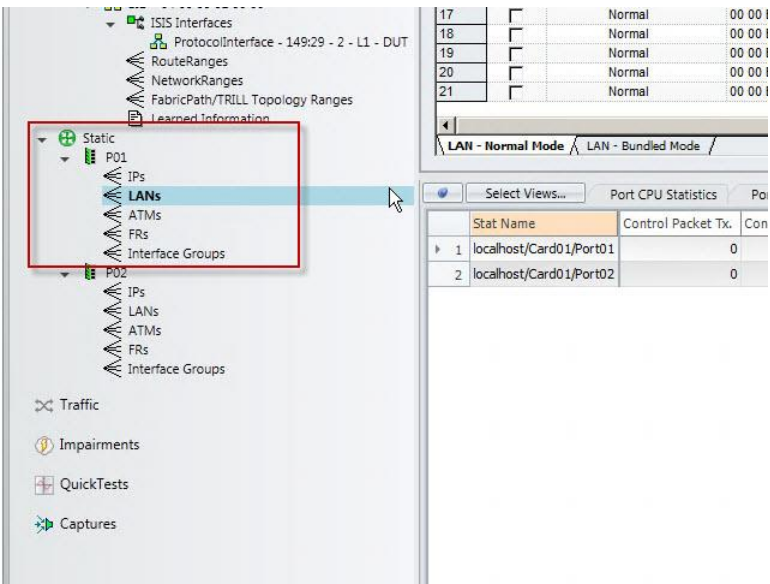 ISIS Interfaces
ProtocolInterface - 149:29 - 2 - L1 - DUT
RouteRanges
NetworkRanges
FabricPath/TRILL Topology Ranges
Learned Information
Static
P01
IPs
LANs
ATMs
FRs
Interface Groups
P02
IPs
LANs
ATMs
FRs
Interface Groups
Traffic
Impairments
QuickTests
Captures
17 Normal 00 00
18 Normal 00 00
19 Normal 00 00
20 Normal 00 00
21 Normal 00 00
LAN - Normal Mode LAN - Bundled Mode
Select Views... Port CPU Statistics Po
Stat Name Control Packet Tx. Con
1 localhost/Card01/Port01 0
2 localhost/Card01/Port02 0